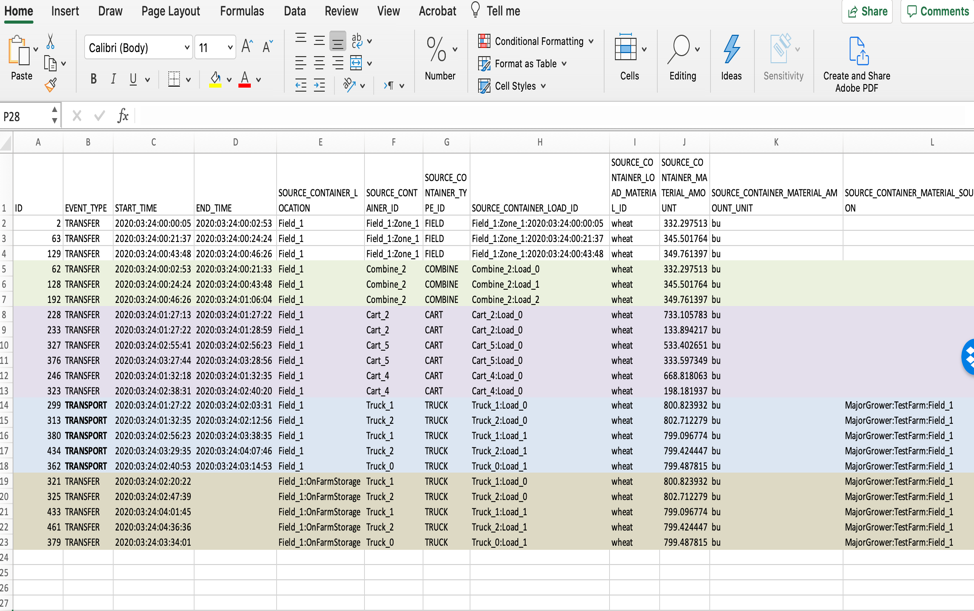 Home Insert Draw Page Layout Formulas Data Review View Acrobat Tell me Share Comments
Calibri (Body) 11 A A
Paste B I U A ab Number Conditional Formatting Format as Table Cell Styles Cells Editing Ideas Sensitivity Create and Share Adobe PDF
P28 fx
A B C D E F G H I J K L
1 ID EVENT_TYPE START_TIME END_TIME SOURCE_CONTAINER_LOCATION SOURCE_CONTAINER_ID SOURCE_CONTAINER_TYPE_ID SOURCE_CONTAINER_LOAD_ID SOURCE_CONTAINER_LOAD_MATERIAL_ID SOURCE_CONTAINER_MATERIAL_AMOUNT SOURCE_CONTAINER_MATERIAL_AMOUNT_UNIT SOURCE_CONTAINER_MATERIAL_SOU ON
2 2 TRANSFER 2020:03:24:00:00:05 2020:03:24:00:02:53 Field_1 Field_1:Zone_1 FIELD Field_1:Zone_1:2020:03:24:00:00:05 wheat 332.297513 bu
3 63 TRANSFER 2020:03:24:00:21:37 2020:03:24:00:24:24 Field_1 Field_1:Zone_1 FIELD Field_1:Zone_1:2020:03:24:00:21:37 wheat 345.501764 bu
4 129 TRANSFER 2020:03:24:00:43:48 2020:03:24:00:46:26 Field_1 Field_1:Zone_1 FIELD Field_1:Zone_1:2020:03:24:00:43:48 wheat 349.761397 bu
5 62 TRANSFER 2020:03:24:00:02:53 2020:03:24:00:21:33 Field_1 Combine_2 COMBINE Combine_2:Load_0 wheat 332.297513 bu
6 128 TRANSFER 2020:03:24:00:24:24 2020:03:24:00:43:48 Field_1 Combine_2 COMBINE Combine_2:Load_1 wheat 345.501764 bu
7 192 TRANSFER 2020:03:24:00:46:26 2020:03:24:01:06:04 Field_1 Combine_2 COMBINE Combine_2:Load_2 wheat 349.761397 bu
8 228 TRANSFER 2020:03:24:01:27:13 2020:03:24:01:27:22 Field_1 Cart_2 CART Cart_2:Load_0 wheat 733.105783 bu
9 233 TRANSFER 2020:03:24:01:27:22 2020:03:24:01:28:59 Field_1 Cart_2 CART Cart_2:Load_0 wheat 133.894217 bu
10 327 TRANSFER 2020:03:24:02:55:41 2020:03:24:02:56:23 Field_1 Cart_5 CART Cart_5:Load_0 wheat 533.402651 bu
11 376 TRANSFER 2020:03:24:03:27:44 2020:03:24:03:28:56 Field_1 Cart_5 CART Cart_5:Load_0 wheat 333.597349 bu
12 246 TRANSFER 2020:03:24:01:32:18 2020:03:24:01:32:35 Field_1 Cart_4 CART Cart_4:Load_0 wheat 668.818063 bu
13 323 TRANSFER 2020:03:24:02:38:31 2020:03:24:02:40:20 Field_1 Cart_4 CART Cart_4:Load_0 wheat 198.181937 bu
14 299 TRANSPORT 2020:03:24:01:27:22 2020:03:24:02:03:31 Field_1 Truck_1 TRUCK Truck_1:Load_0 wheat 800.823932 bu MajorGrower:TestFarm:Field_1
15 313 TRANSPORT 2020:03:24:01:32:35 2020:03:24:02:12:56 Field_1 Truck_2 TRUCK Truck_2:Load_0 wheat 802.712279 bu MajorGrower:TestFarm:Field_1
16 380 TRANSPORT 2020:03:24:02:56:23 2020:03:24:03:38:35 Field_1 Truck_1 TRUCK Truck_1:Load_1 wheat 799.096774 bu MajorGrower:TestFarm:Field_1
17 434 TRANSPORT 2020:03:24:03:29:35 2020:03:24:04:07:46 Field_1 Truck_2 TRUCK Truck_2:Load_1 wheat 799.424447 bu MajorGrower:TestFarm:Field_1
18 362 TRANSPORT 2020:03:24:02:40:53 2020:03:24:03:14:53 Field_1 Truck_0 TRUCK Truck_0:Load_1 wheat 799.487815 bu MajorGrower:TestFarm:Field_1
19 321 TRANSFER 2020:03:24:02:20:22 Field_1:OnFarmStorage Truck_1 TRUCK Truck_1:Load_0 wheat 800.823932 bu MajorGrower:TestFarm:Field_1
20 325 TRANSFER 2020:03:24:02:47:39 Field_1:OnFarmStorage Truck_2 TRUCK Truck_2:Load_0 wheat 802.712279 bu MajorGrower:TestFarm:Field_1
21 433 TRANSFER 2020:03:24:04:01:45 Field_1:OnFarmStorage Truck_1 TRUCK Truck_1:Load_1 wheat 799.096774 bu MajorGrower:TestFarm:Field_1
22 461 TRANSFER 2020:03:24:04:36:36 Field_1:OnFarmStorage Truck_2 TRUCK Truck_2:Load_1 wheat 799.424447 bu MajorGrower:TestFarm:Field_1
23 379 TRANSFER 2020:03:24:03:34:01 Field_1:OnFarmStorage Truck_0 TRUCK Truck_0:Load_1 wheat 799.487815 bu MajorGrower:TestFarm:Field_1
24
25
26
27